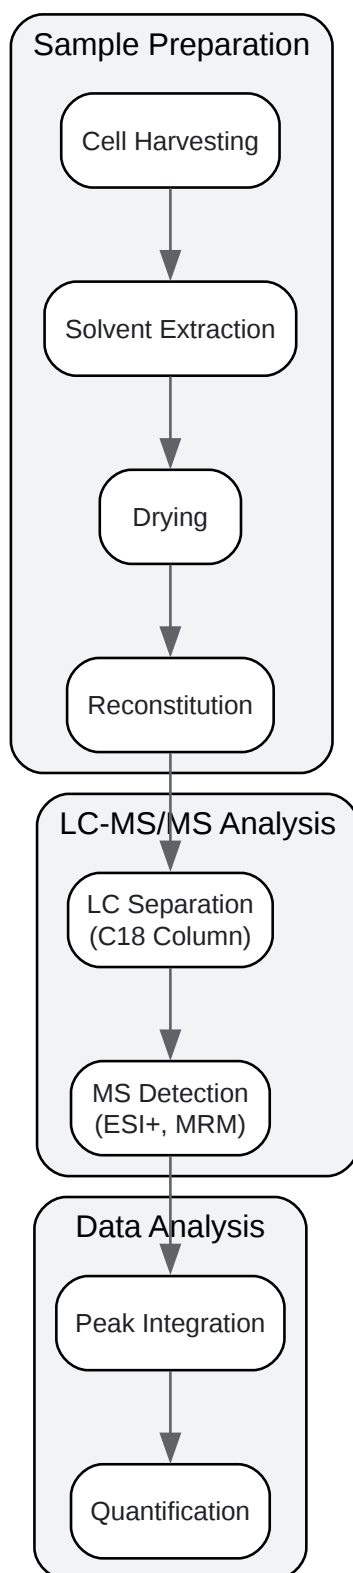 Sample Preparation
Cell Harvesting
Solvent Extraction
Drying
Reconstitution
LC-MS/MS Analysis
LC Separation
(C18 Column)
MS Detection
(ESI+, MRM)
Data Analysis
Peak Integration
Quantification